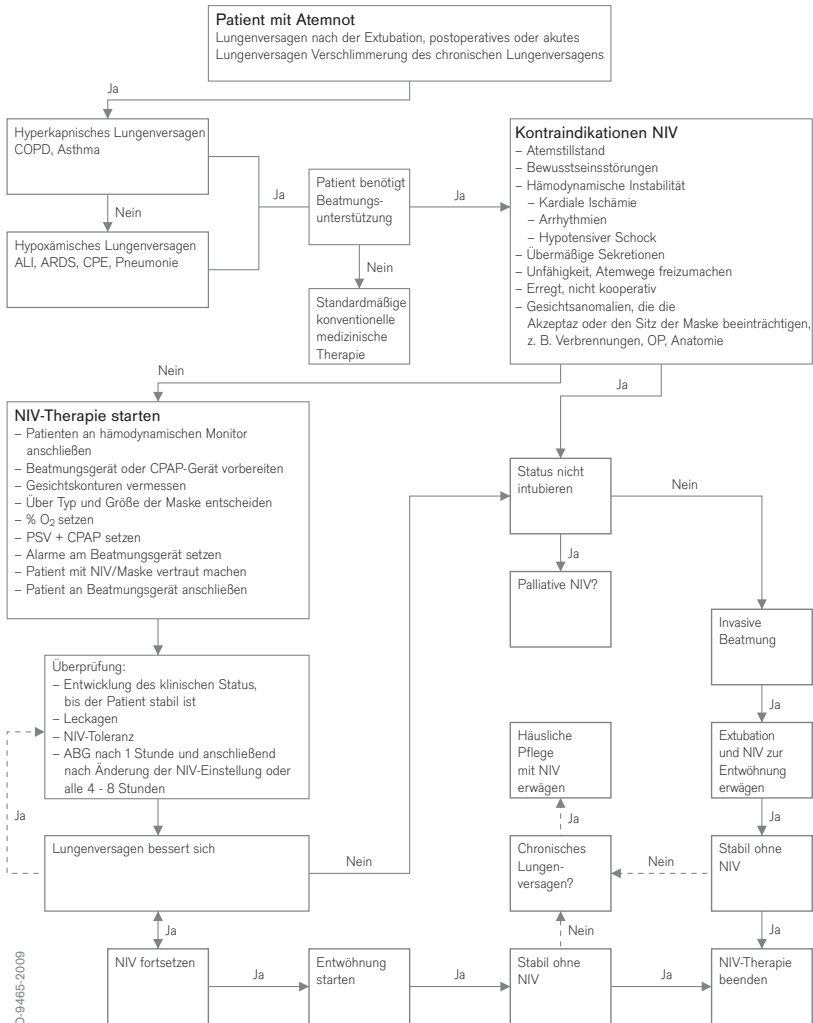 Patient mit Atemnot
Lungenversagen nach der Extubation, postoperatives oder akutes
Lungenversagen Verschlimmerung des chronischen Lungenversagens
Ja
Hyperkapnisches Lungenversagen
COPD, Asthma
Nein
Hypoxämisches Lungenversagen
ALI, ARDS, CPE, Pneumonie
Ja
Patient benötigt
Beatmungs-
unterstützung
Nein
Standardmäßige
konventionelle
medizinische
Therapie
Ja
Kontraindikationen NIV
– Atemstillstand
– Bewusstseinsstörungen
– Hämodynamische Instabilität
– Kardiale Ischämie
– Arrhythmien
– Hypotensiver Schock
– Übermäßige Sekretionen
– Unfähigkeit, Atemwege freizumachen
– Erregt, nicht kooperativ
– Gesichtsanomalien, die die
Akzeptaz oder den Sitz der Maske beeinträchtigen,
z. B. Verbrennungen, OP, Anatomie
Nein
Ja
NIV-Therapie starten
– Patienten an hämodynamischen Monitor
anschließen
– Beatmungsgerät oder CPAP-Gerät vorbereiten
– Gesichtskonturen vermessen
– Über Typ und Größe der Maske entscheiden
– % O2 setzen
– PSV + CPAP setzen
– Alarme am Beatmungsgerät setzen
– Patient mit NIV/Maske vertraut machen
– Patient an Beatmungsgerät anschließen
Status nicht
intubieren
Nein
Ja
Palliative NIV?
Invasive
Beatmung
Ja
Überprüfung:
– Entwicklung des klinischen Status,
bis der Patient stabil ist
– Leckagen
– NIV-Toleranz
– ABG nach 1 Stunde und anschließend
nach Änderung der NIV-Einstellung oder
alle 4 - 8 Stunden
Ja
Häusliche
Pflege
mit NIV
erwägen
Ja
Extubation
und NIV zur
Entwöhnung
erwägen
Ja
Lungenversagen bessert sich
Nein
Chronisches
Lungen-
versagen?
Nein
Stabil ohne
NIV
Ja
Nein
Ja
NIV fortsetzen
Ja
Entwöhnung
starten
Ja
Stabil ohne
NIV
Ja
NIV-Therapie
beenden
D-9465-2009